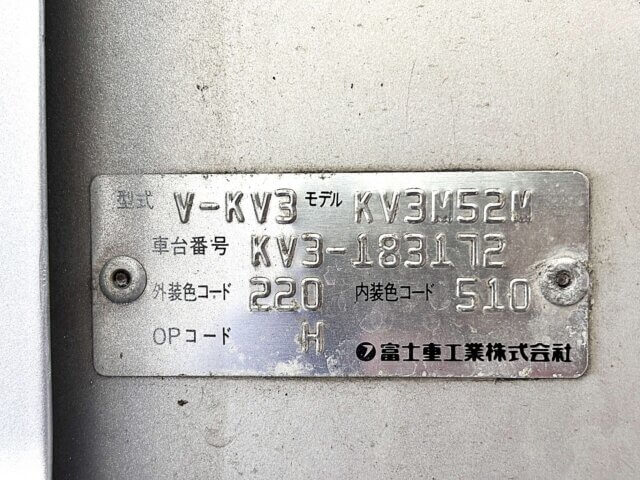 型式 V-KV3 モデル KV3M52M
車台番号 KV3-183172
外装色コード 220 内装色コード 510
OPコード H
富士重工業株式会社